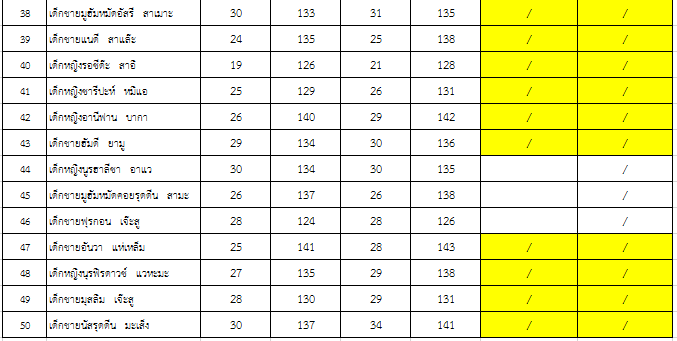 38 เด็กชายมูฮัมหมัดอัสรี สาเมาะ 30 133 31 135 / /
39 เด็กชายแนดี สาแล๊ะ 24 135 25 138 / /
40 เด็กหญิงรอซีด๊ะ สาอิ 19 126 21 128 / /
41 เด็กหญิงซารีปะห์ หมิแอ 25 129 26 131 / /
42 เด็กหญิงอานีฟาน บากา 26 140 29 142 / /
43 เด็กชายฮัมดี ยามู 29 134 30 136 / /
44 เด็กหญิงนูรฮาลีซา อาแว 30 134 30 135 /
45 เด็กชายมูฮัมหมัดคอยรุดดีน สามะ 26 137 26 138 /
46 เด็กชายฟุรกอน เจ๊ะสู 28 124 28 126 /
47 เด็กชายอันวา แห่เหล็ม 25 141 28 143 / /
48 เด็กหญิงนุรฟิรดาวซ์ แวหะมะ 27 135 29 138 / /
49 เด็กชายมุสลิม เจ๊ะสู 28 130 29 131 / /
50 เด็กชายนัสรุดดีน มะเส็ง 30 137 34 141 / /